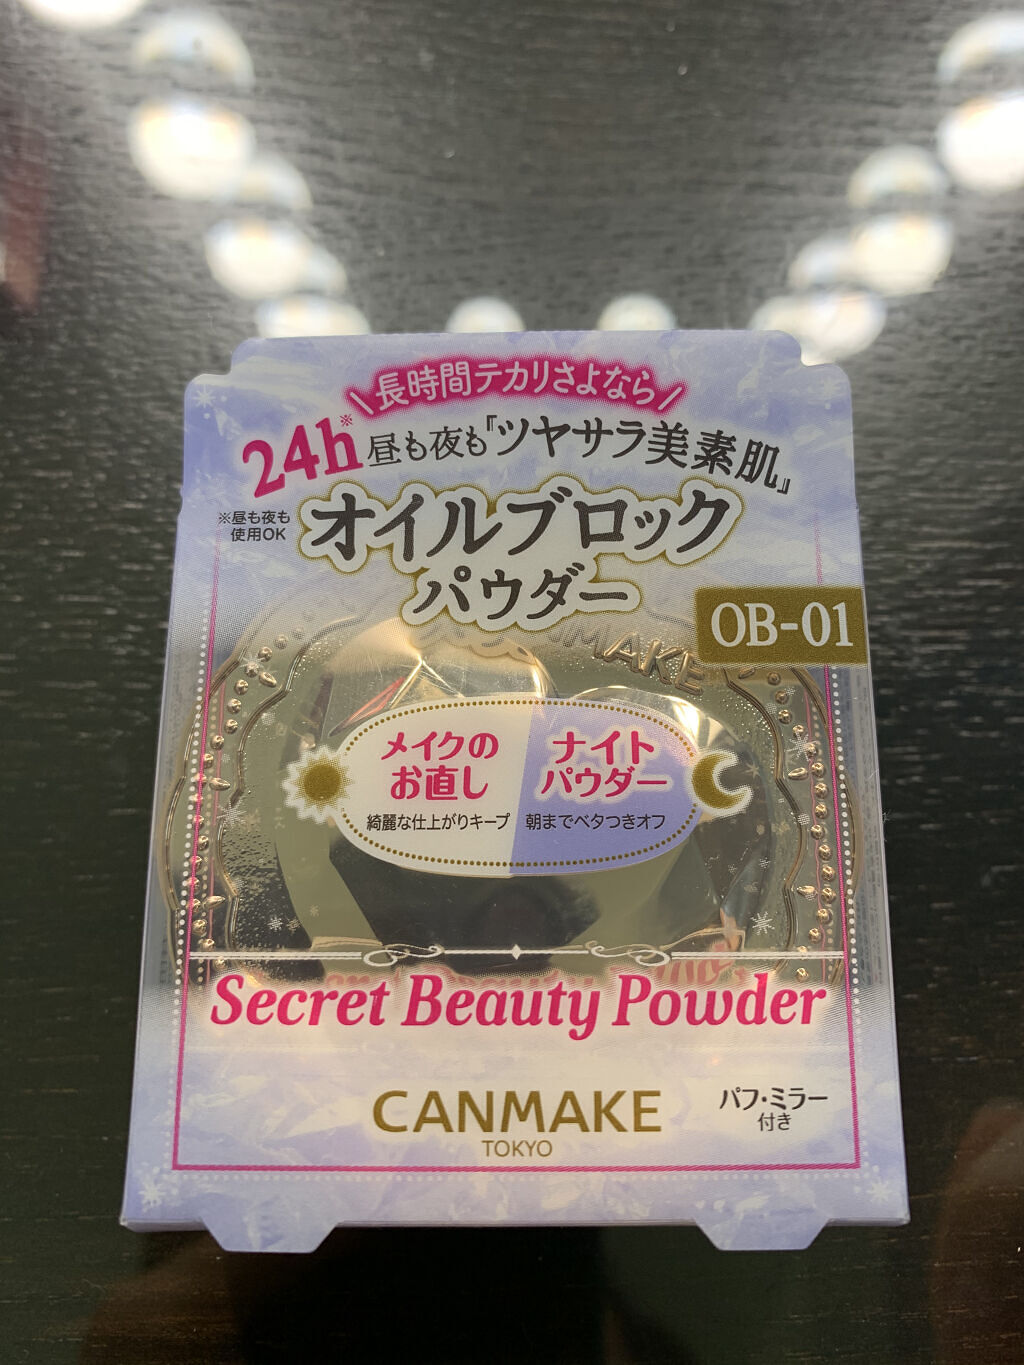 \長時間テカリさよなら/
24h※昼も夜も『ツヤサラ美素肌』
※昼も夜も
使用OK
オイルブロック
パウダー
OB-01
CANMAKE
メイクの
お直し
綺麗な仕上がりキープ
ナイト
パウダー
朝までベタつきオフ
Secret Beauty Powder
CANMAKE
TOKYO
パフ・ミラー
付き